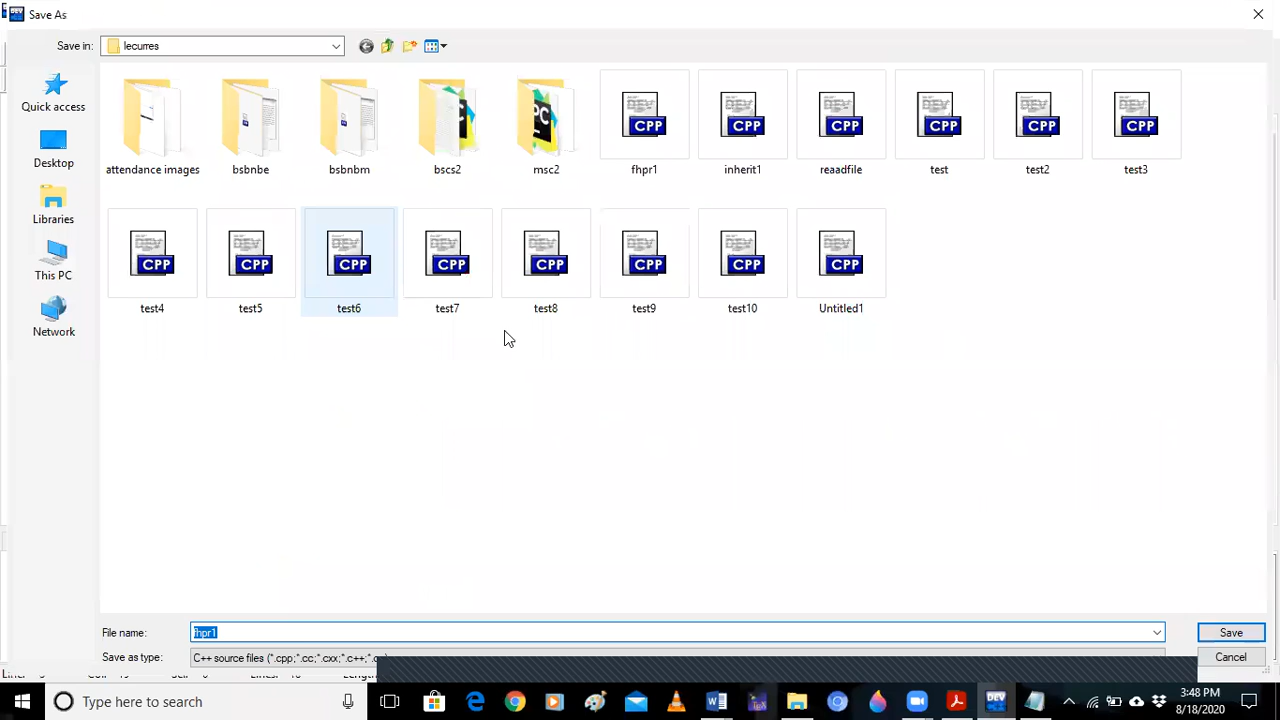 Save As
Save in: lecurres
Quick access
Desktop
Libraries
This PC
Network
attendance images bsbnbe bsbnbm bscs2 msc2 fhpr1 inherit1 reaadfile test test2 test3
test4 test5 test6 test7 test8 test9 test10 Untitled1
File name: fhpr1 Save
Save as type: C++ source files (*.cpp;*.cc;*.cxx;*.c++;*.cp) Cancel
Type here to search
3:48 PM
8/18/2020